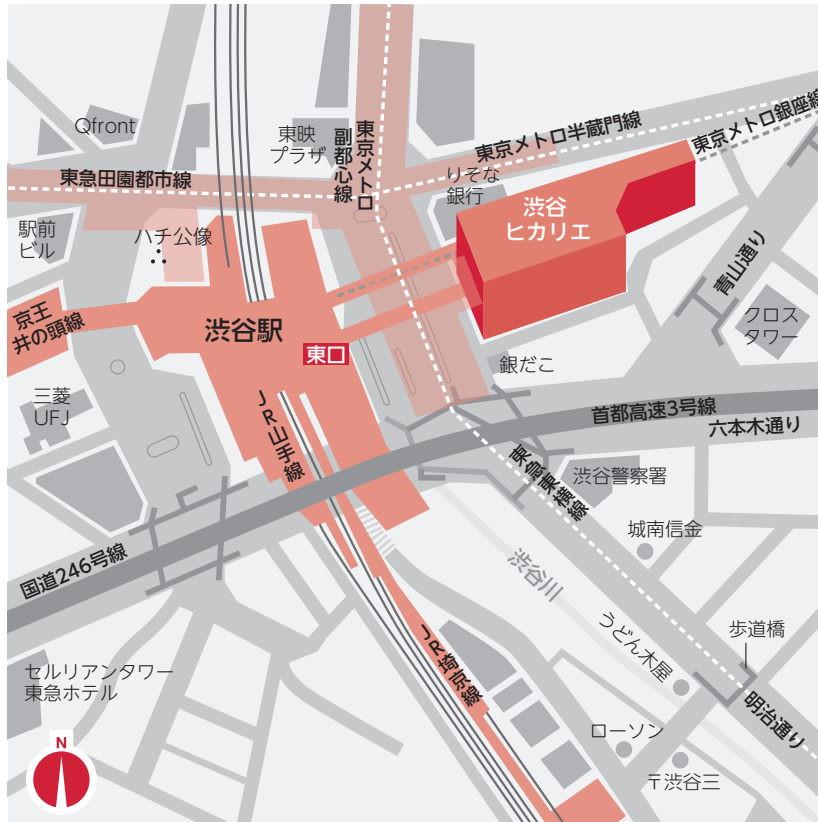 Qfront
東映
プラザ
東京メトロ
副都心線
東京メトロ半蔵門線
東京メトロ銀座線
東急田園都市線
りそな
銀行
渋谷
ヒカリエ
駅前
ビル
ハチ公像
青山通り
京王
井の頭線
渋谷駅
東口
クロス
タワー
銀だこ
三菱
UFJ
JR山手線
首都高速3号線
六本木通り
東急東横線
渋谷警察署
城南信金
国道246号線
渋谷川
うどん木屋
歩道橋
JR埼京線
セルリアンタワー
東急ホテル
明治通り
ローソン
〒渋谷三
N